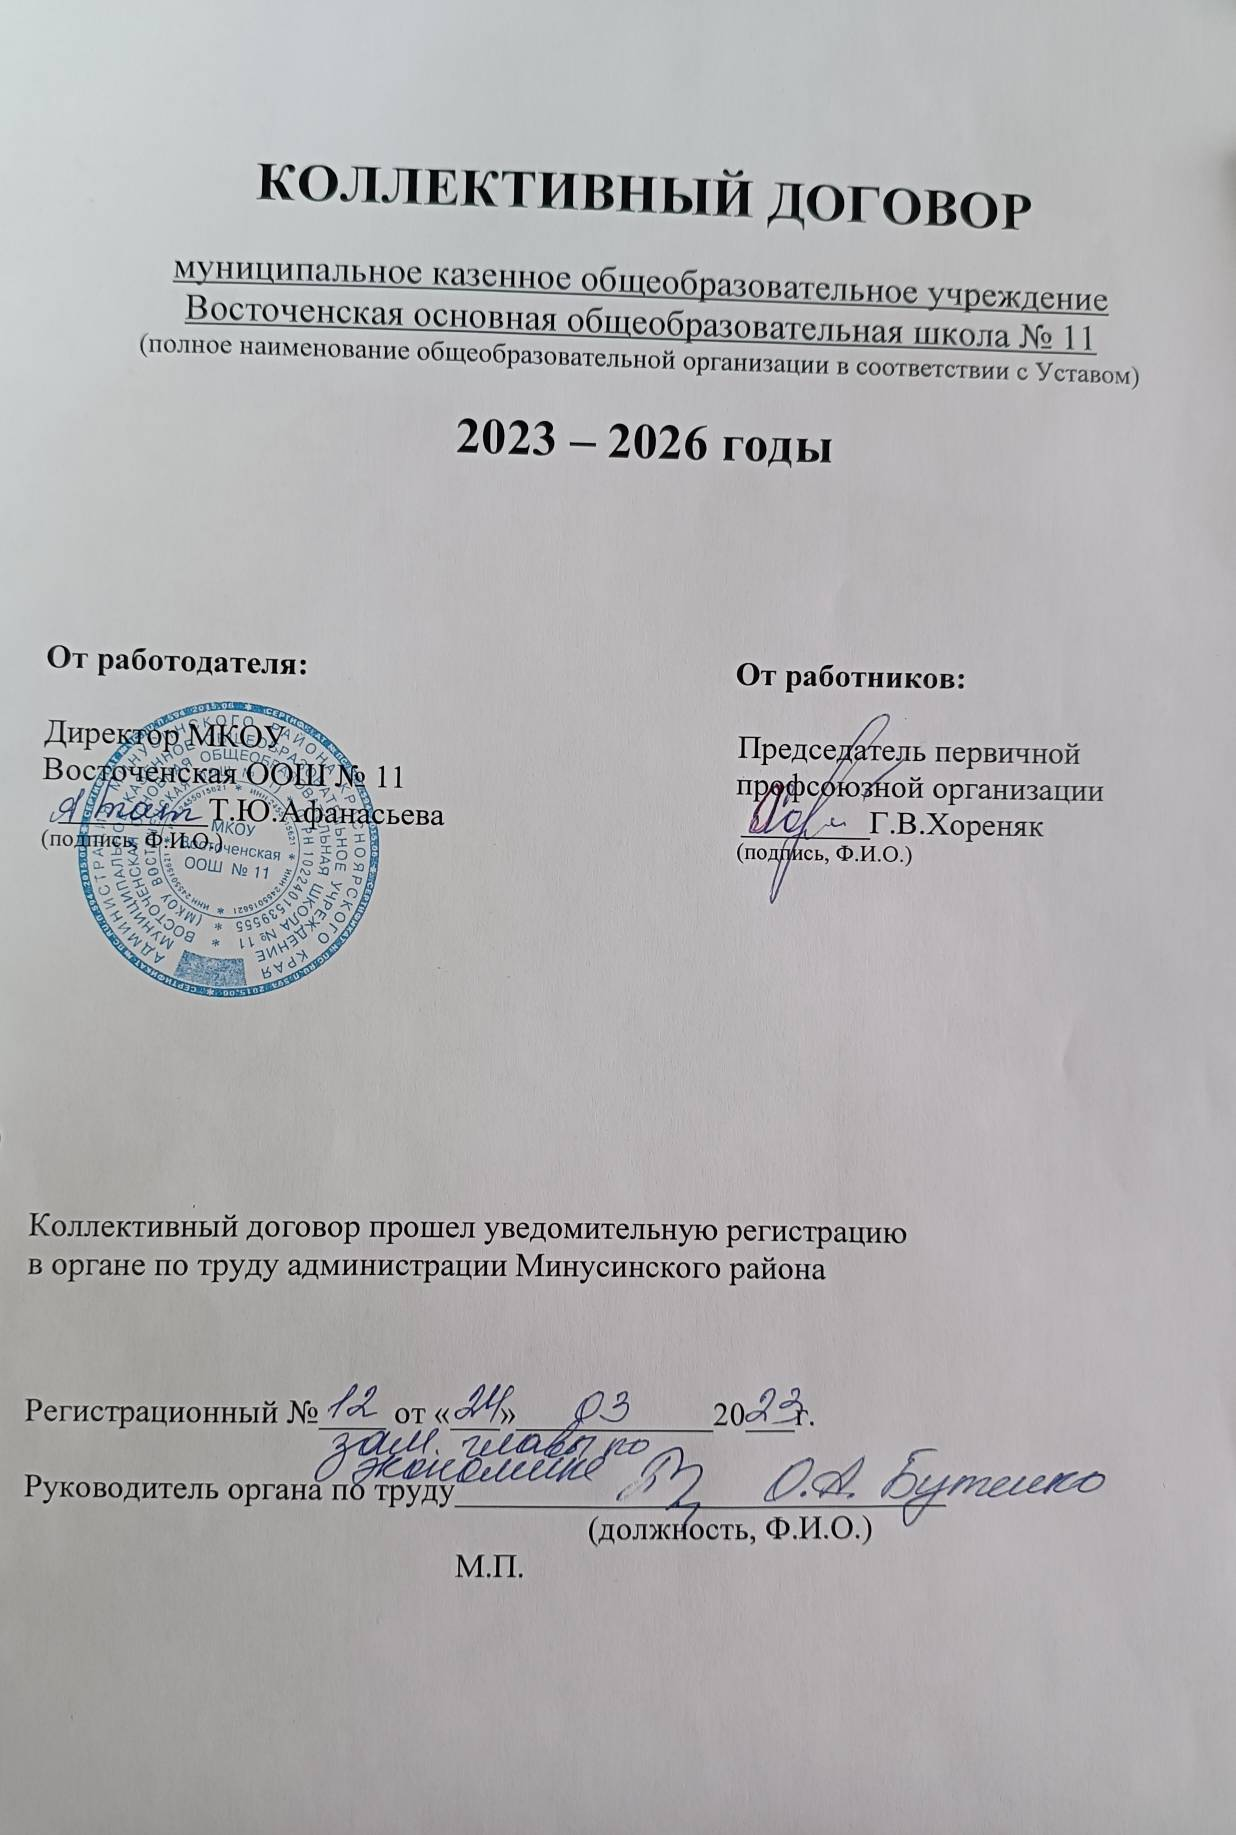 КОЛЛЕКТИВНЫЙ ДОГОВОР
муниципальное казенное общеобразовательное учреждение
Восточенская основная общеобразовательная школа № 11
(полное наименование общеобразовательной организации в соответствии с Уставом)
2023 – 2026 годы
От работодателя:
Директор МКОУ
Восточенская ООШ № 11
Т.Ю.Афанасьева
(подпись, Ф.И.О.)
МКОУ
Восточенская
ООШ № 11
От работников:
Председатель первичной
профсоюзной организации
Г.В.Хореняк
(подпись, Ф.И.О.)
Коллективный договор прошел уведомительную регистрацию
в органе по труду администрации Минусинского района
Регистрационный № 12 от «24» 03 2023 г.
зам. главы по
экономике
Руководитель органа по труду О.А. Бутенко
(должность, Ф.И.О.)
М.П.